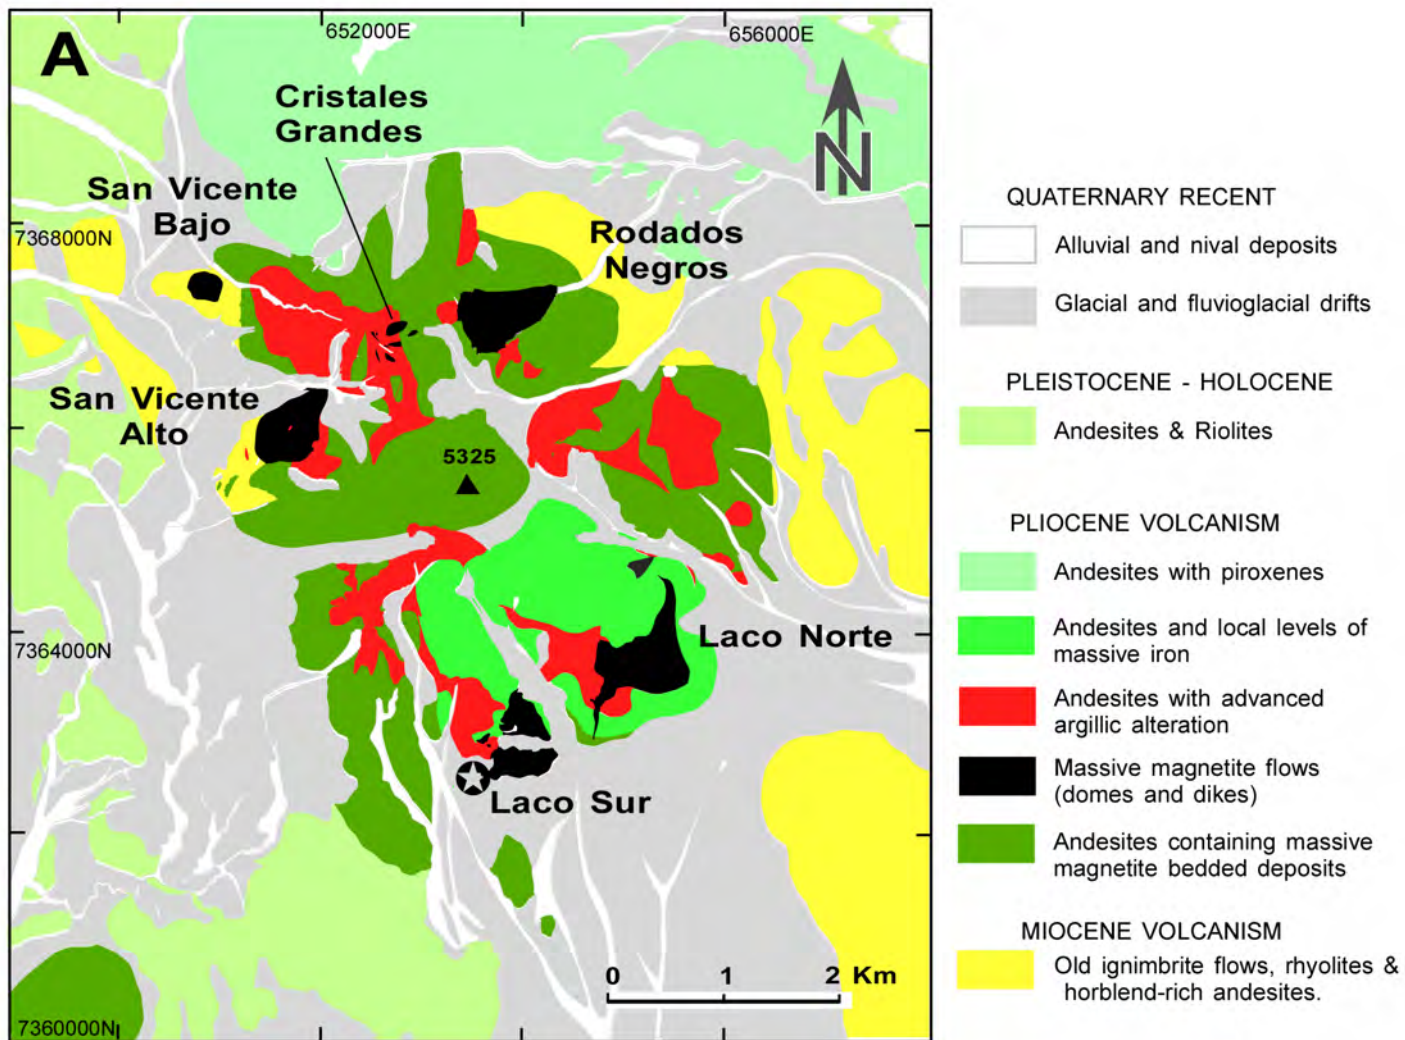 A
652000E
656000E
Cristales
Grandes
N
San Vicente
Bajo
7368000N
Rodados
Negros
San Vicente
Alto
5325
7364000N
Laco Norte
Laco Sur
0 1 2 Km
7360000N
QUATERNARY RECENT
Alluvial and nival deposits
Glacial and fluvioglacial drifts
PLEISTOCENE - HOLOCENE
Andesites & Riolites
PLIOCENE VOLCANISM
Andesites with piroxenes
Andesites and local levels of
massive iron
Andesites with advanced
argillic alteration
Massive magnetite flows
(domes and dikes)
Andesites containing massive
magnetite bedded deposits
MIOCENE VOLCANISM
Old ignimbrite flows, rhyolites &
horblend-rich andesites.